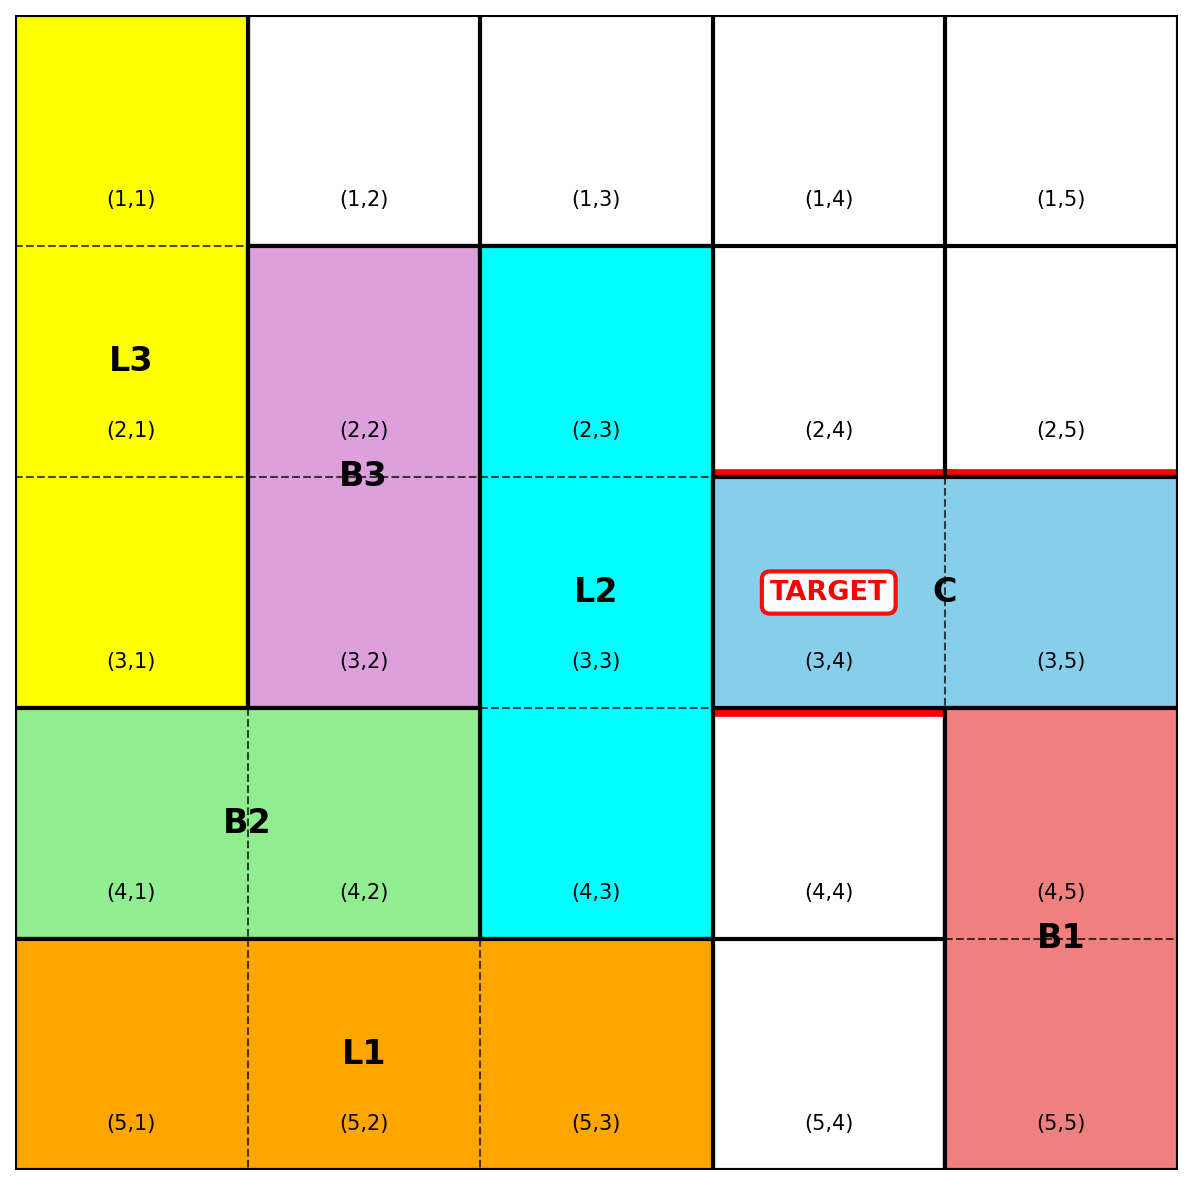 (1,1) (1,2) (1,3) (1,4) (1,5)
L3
(2,1) (2,2) (2,3) (2,4) (2,5)
B3
TARGET C
L2
(3,1) (3,2) (3,3) (3,4) (3,5)
B2
(4,1) (4,2) (4,3) (4,4) (4,5)
B1
L1
(5,1) (5,2) (5,3) (5,4) (5,5)